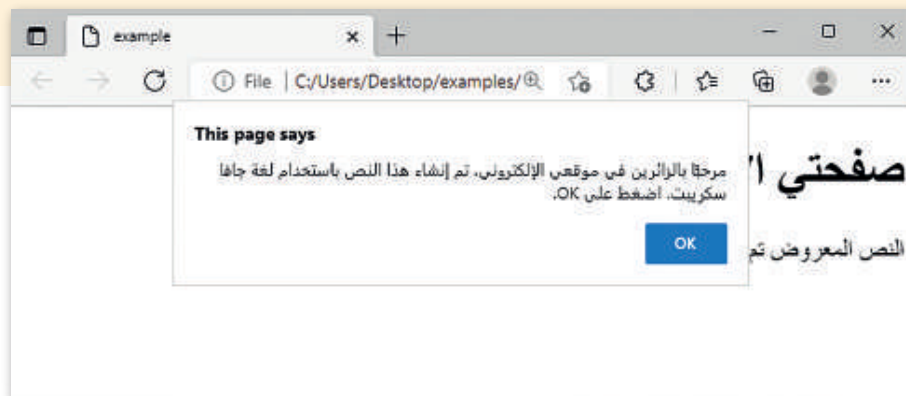 example
File | C:/Users/Desktop/examples/
This page says
مرحبًا بالزائرين في موقعي الإلكتروني، تم إنشاء هذا النص باستخدام لغة جافا
سكريبت. اضغط على OK.
OK
صفحتي
النص المعروض تم